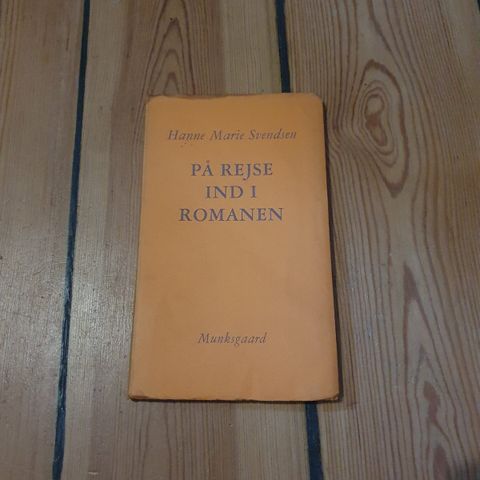 Hanne Marie Svendsen
PÅ REJSE
IND I
ROMANEN
Munksgaard